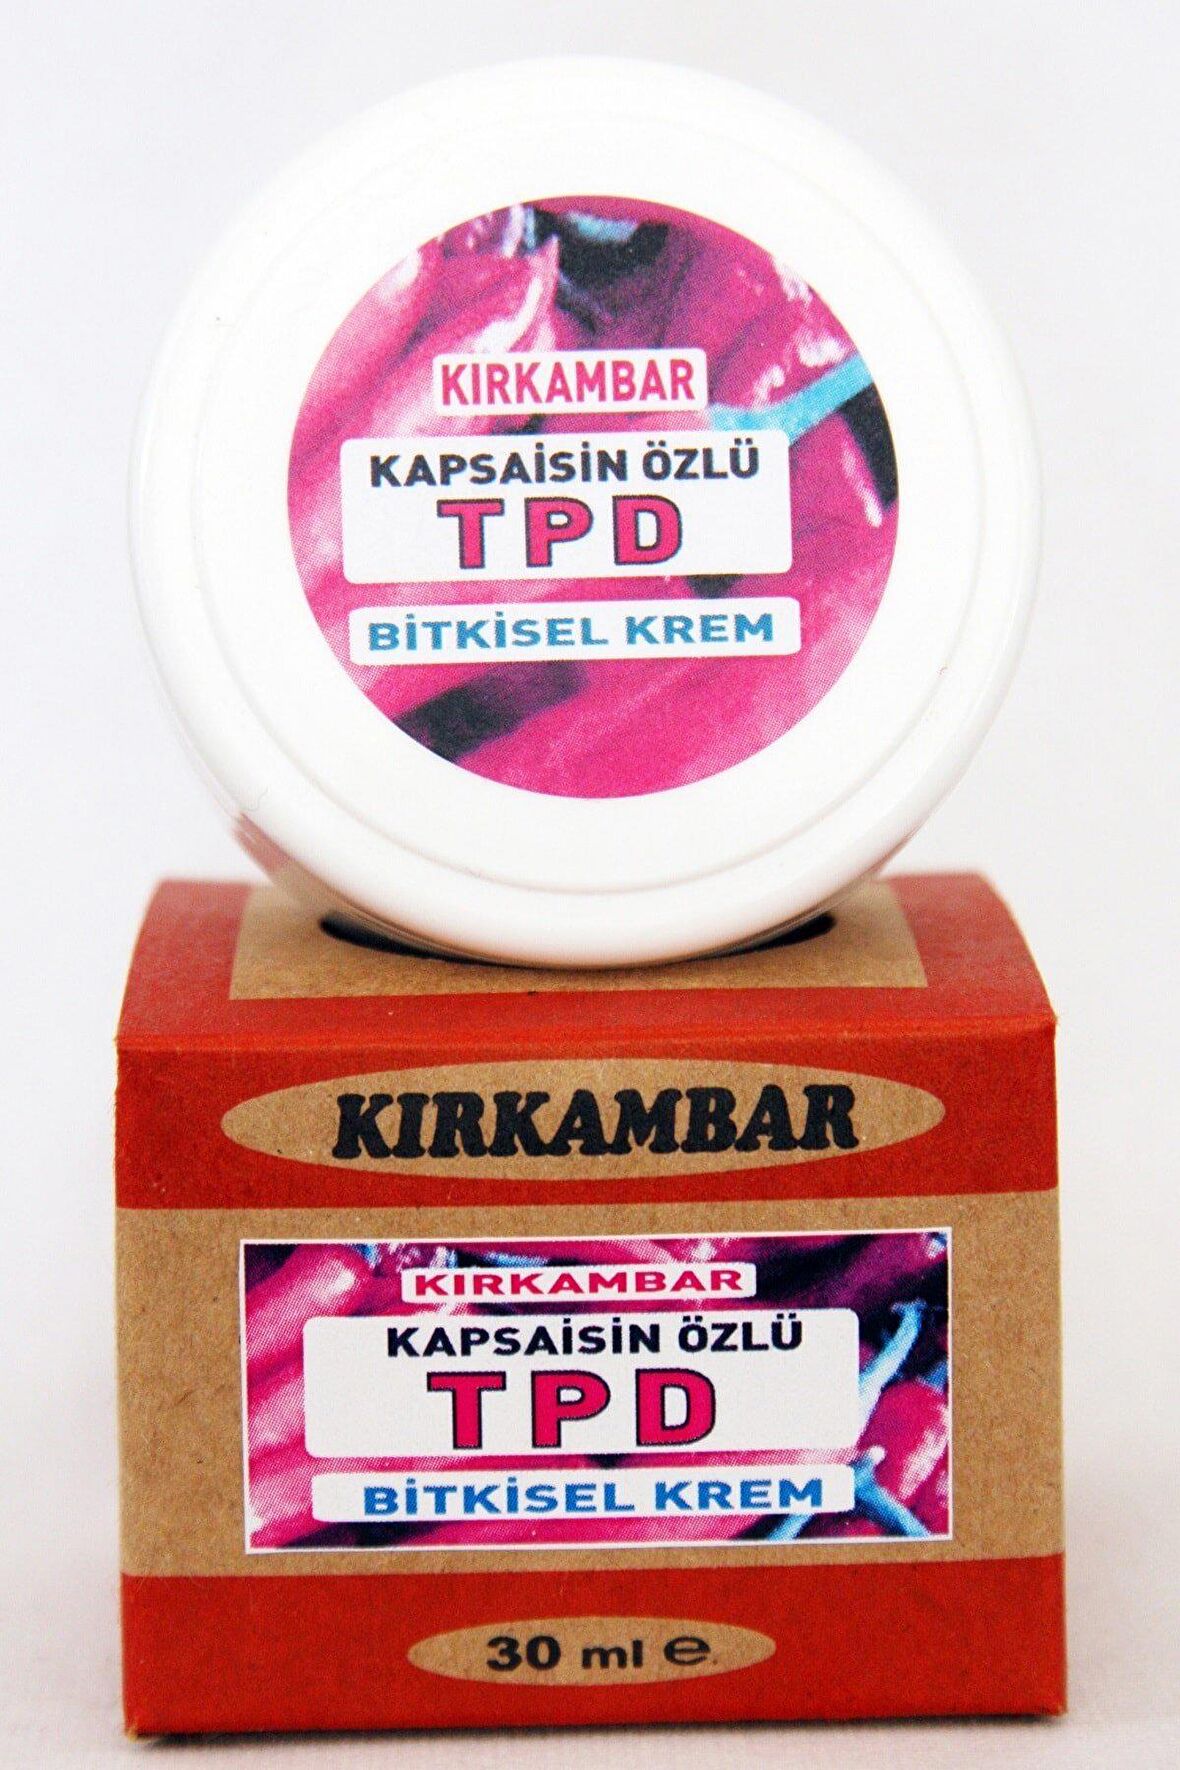 KIRKAMBAR
KAPSAİSİN ÖZLÜ
TPD
BİTKİSEL KREM
KIRKAMBAR
KIRKAMBAR
KAPSAİSİN ÖZLÜ
TPD
BİTKİSEL KREM
30 ml ℮